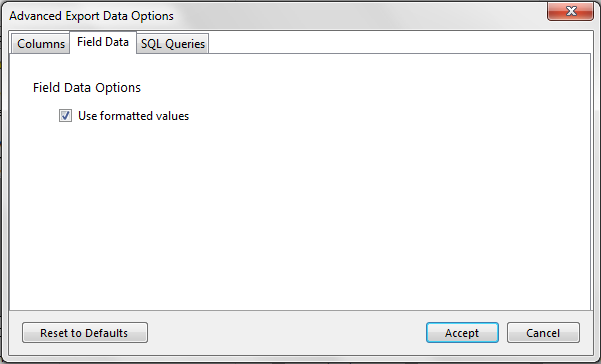 Advanced Export Data Options
Columns Field Data SQL Queries
Field Data Options
Use formatted values
Reset to Defaults Accept Cancel